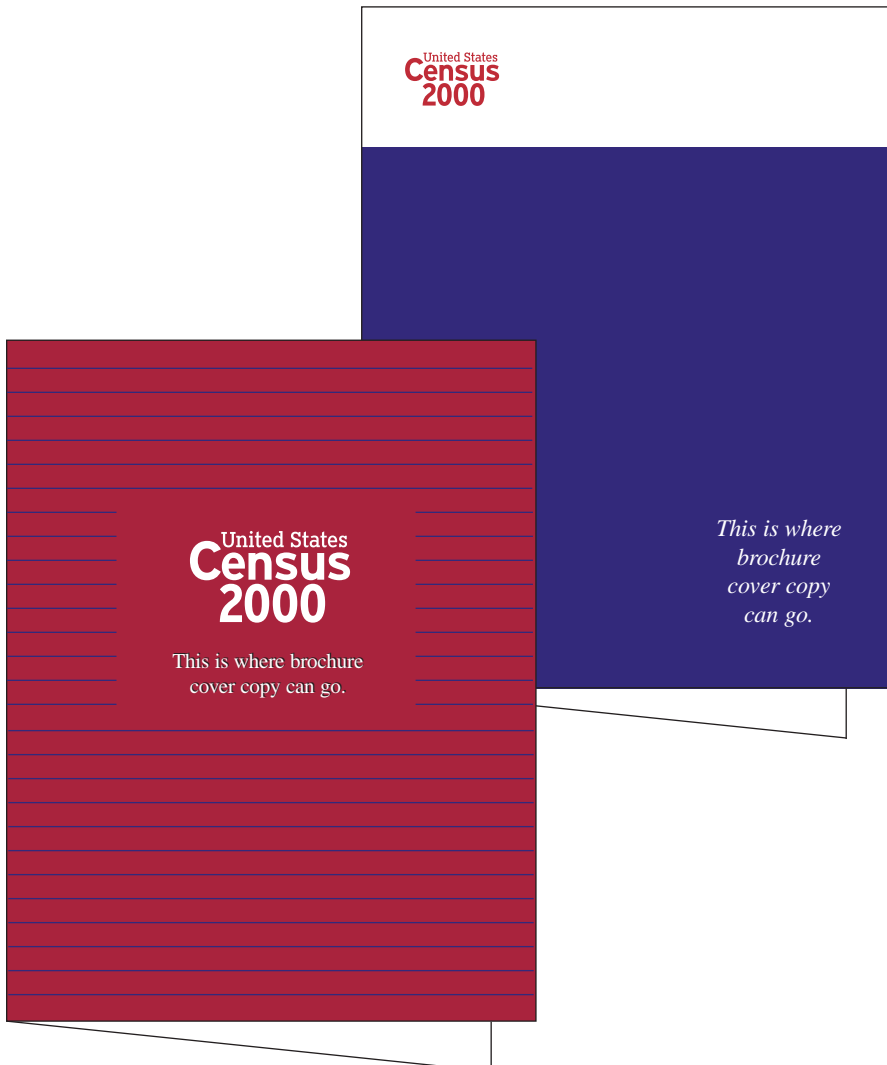 United States
Census
2000
This is where
brochure
cover copy
can go.
United States
Census
2000
This is where brochure
cover copy can go.